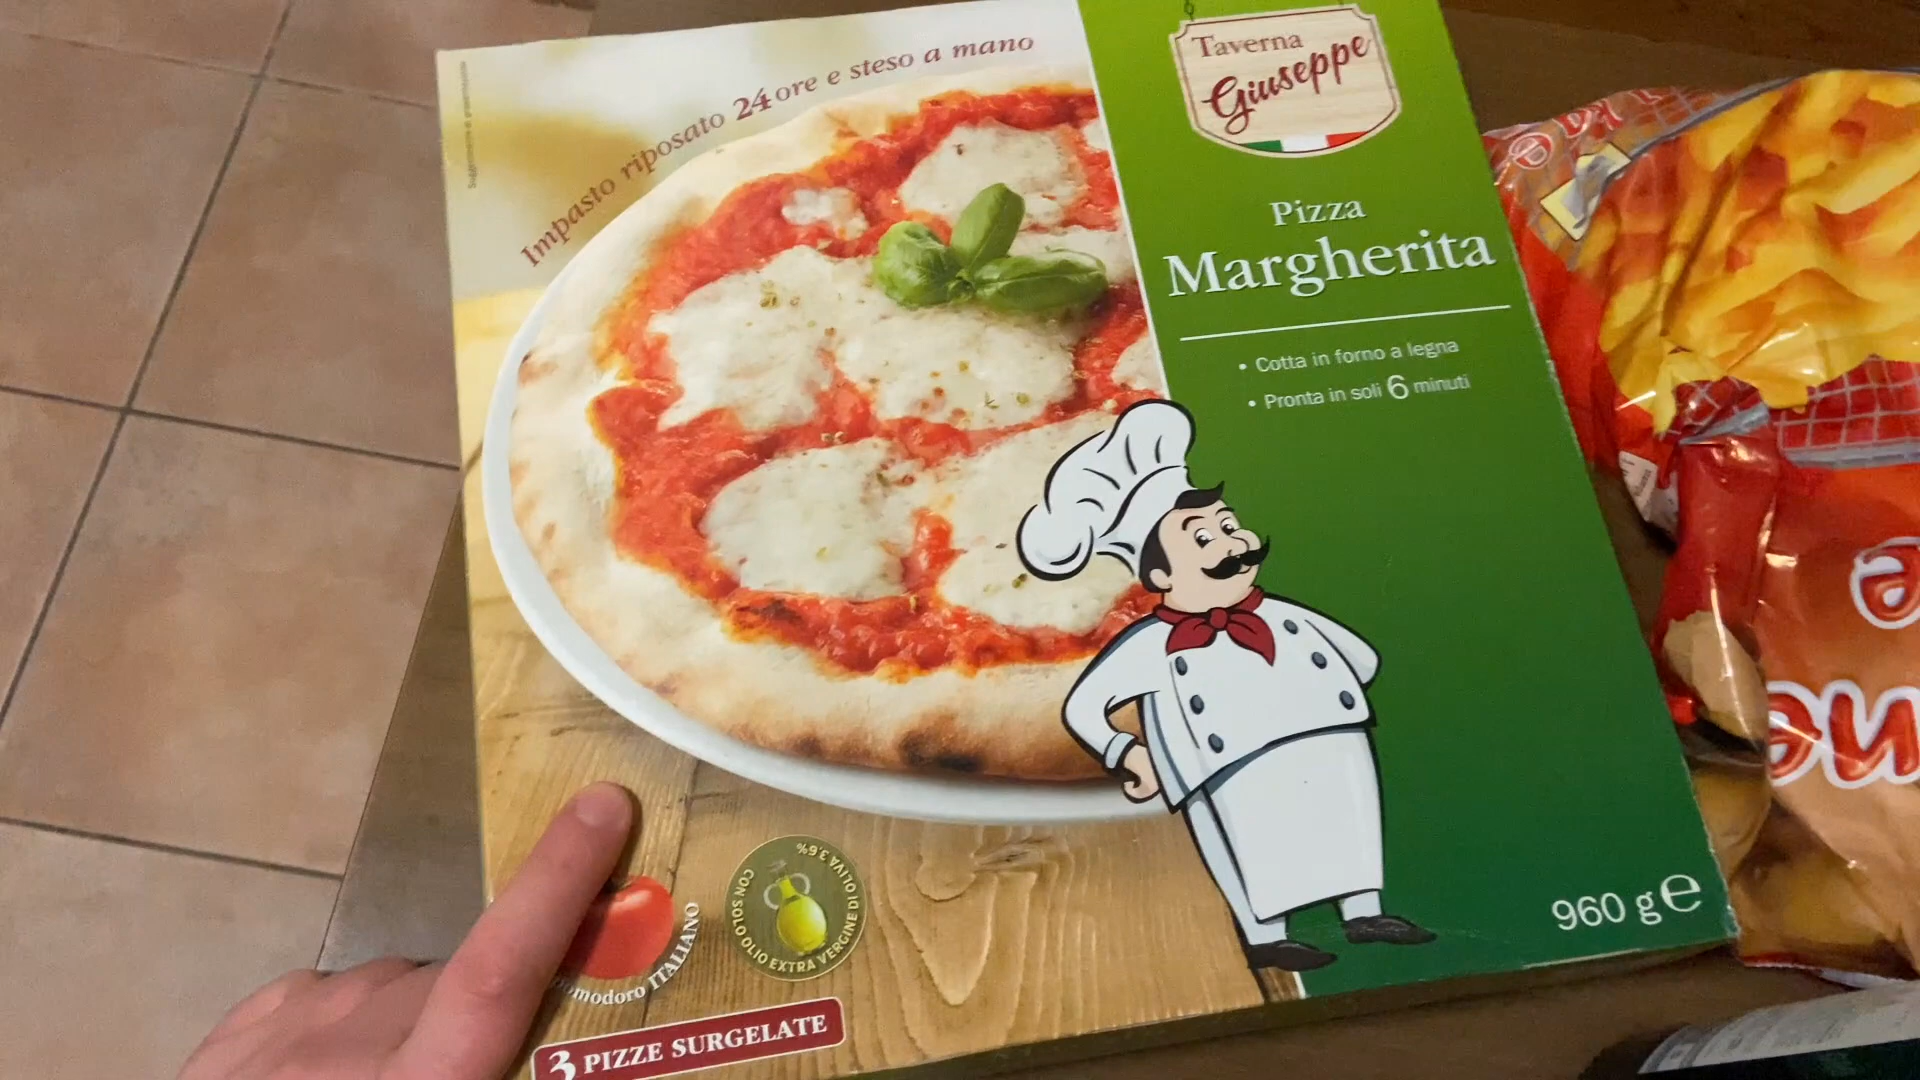 Impasto riposato 24 ore e steso a mano
Taverna
Giuseppe
Pizza
Margherita
• Cotta in forno a legna
• Pronta in soli 6 minuti
CON SOLO OLIO EXTRA VERGINE DI OLIVA 3,6%
ITALIANO
3 PIZZE SURGELATE
960 g e